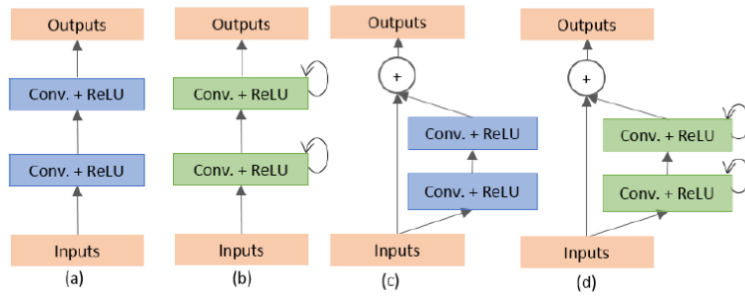 Outputs Outputs Outputs Outputs
+ +
Conv. + ReLU Conv. + ReLU
Conv. + ReLU Conv. + ReLU
Conv. + ReLU Conv. + ReLU
Conv. + ReLU Conv. + ReLU
Inputs Inputs Inputs Inputs
(a) (b) (c) (d)